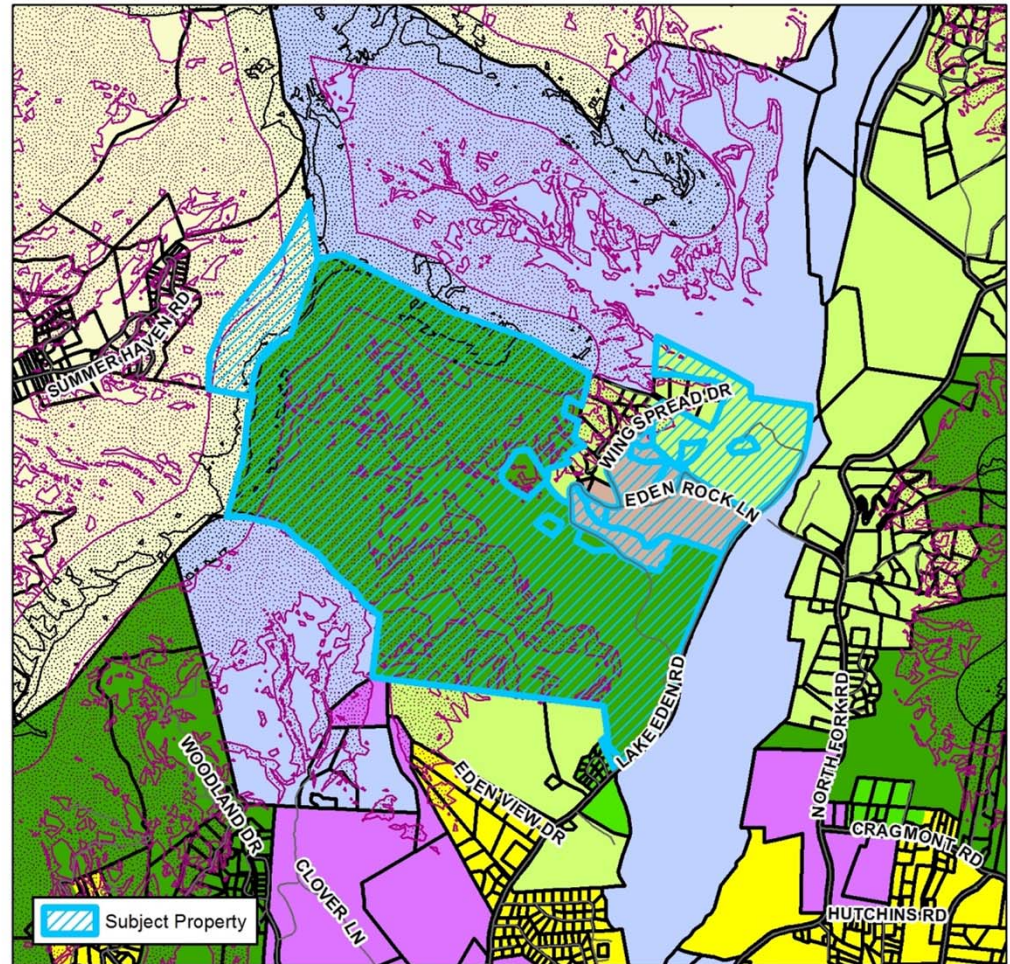 SUMMER HAVEN RD
WINGSPREAD DR
EDEN ROCK LN
LAKE EDEN RD
NORTH FORK RD
WOODLAND DR
EDEN VIEW DR
CLOVER LN
CRAGMONT RD
HUTCHINS RD
Subject Property